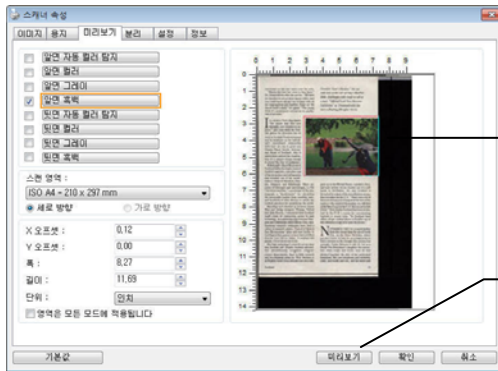 스캐너 속성
이미지 용지 미리보기 분리 설정 정보
앞면 자동 컬러 탐지
앞면 컬러
앞면 그레이
앞면 흑백
뒷면 자동 컬러 탐지
뒷면 컬러
뒷면 그레이
뒷면 흑백
스캔 영역 :
ISO A4 - 210 x 297 mm
세로 방향 가로 방향
X 오프셋 : 0,12
Y 오프셋 : 0,00
폭 : 8,27
길이 : 11,69
단위 : 인치
영역은 모든 모드에 적용됩니다
0 1 2 3 4 5 6 7 8 9
0
1
2
3
4
5
6
7
8
9
10
11
12
13
14
기본값 미리보기 확인 취소